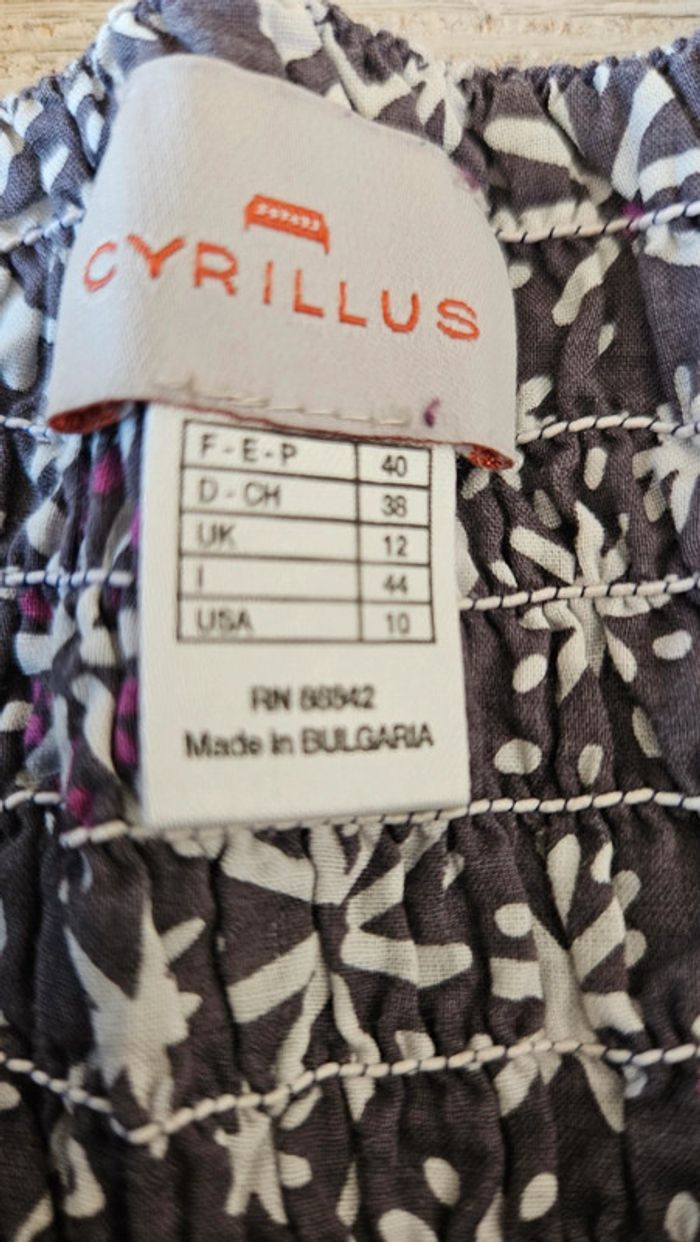 CYRILLUS
F - E - P 40
D - CH 38
UK 12
I 44
USA 10
RN 88842
Made in BULGARIA